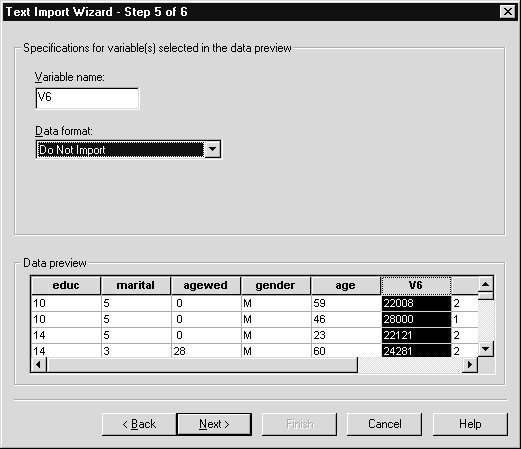 Text Import Wizard - Step 5 of 6
Specifications for variable(s) selected in the data preview
Variable name:
V6
Data format:
Do Not Import
Data preview
educ marital agewed gender age V6
10 5 0 M 59 22008 2
10 5 0 M 46 28000 1
14 5 0 M 23 22121 2
14 3 28 M 60 24281 2
< Back Next > Finish Cancel Help